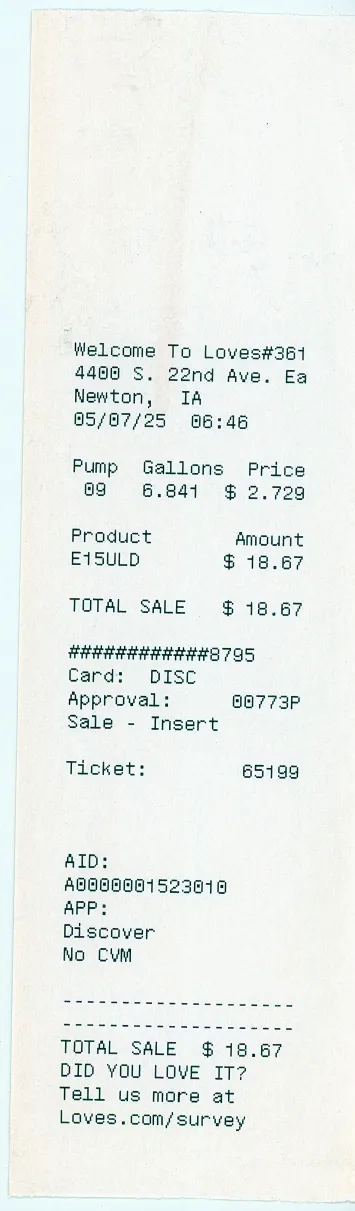 Welcome To Loves#361
4400 S. 22nd Ave. Ea
Newton, IA
05/07/25 06:46
Pump Gallons Price
09 6.841 $ 2.729
Product Amount
E15ULD $ 18.67
TOTAL SALE $ 18.67
############8795
Card: DISC
Approval: 00773P
Sale - Insert
Ticket: 65199
AID:
A0000001523010
APP:
Discover
No CVM
--------------------
--------------------
TOTAL SALE $ 18.67
DID YOU LOVE IT?
Tell us more at
Loves.com/survey